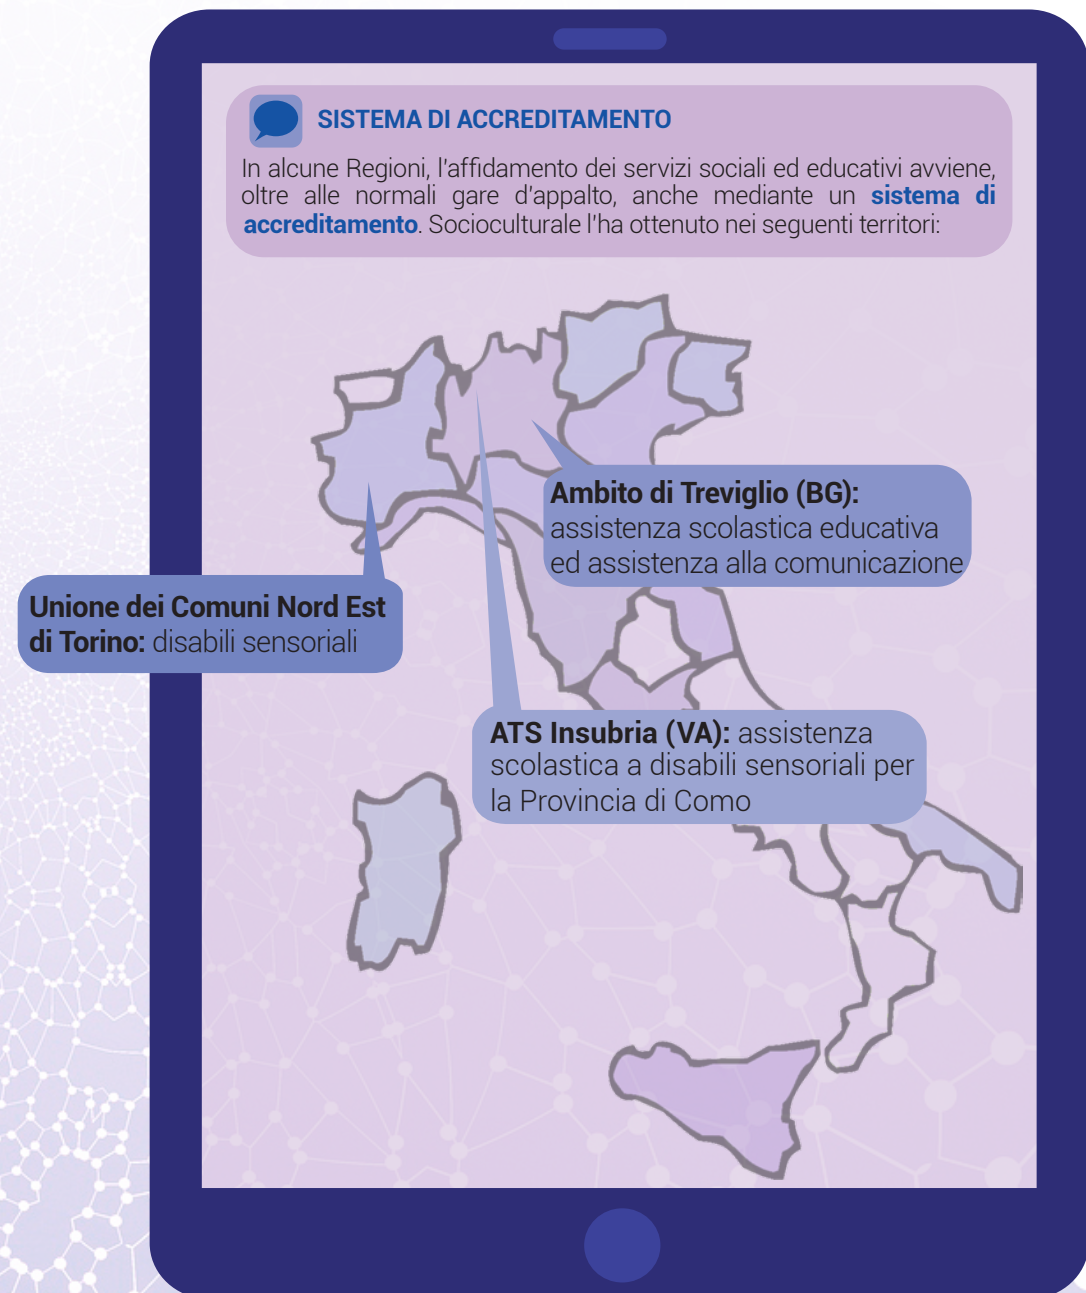 SISTEMA DI ACCREDITAMENTO
In alcune Regioni, l'affidamento dei servizi sociali ed educativi avviene,
oltre alle normali gare d'appalto, anche mediante un sistema di
accreditamento. Socioculturale l'ha ottenuto nei seguenti territori:
Ambito di Treviglio (BG):
assistenza scolastica educativa
ed assistenza alla comunicazione
Unione dei Comuni Nord Est
di Torino: disabili sensoriali
ATS Insubria (VA): assistenza
scolastica a disabili sensoriali per
la Provincia di Como